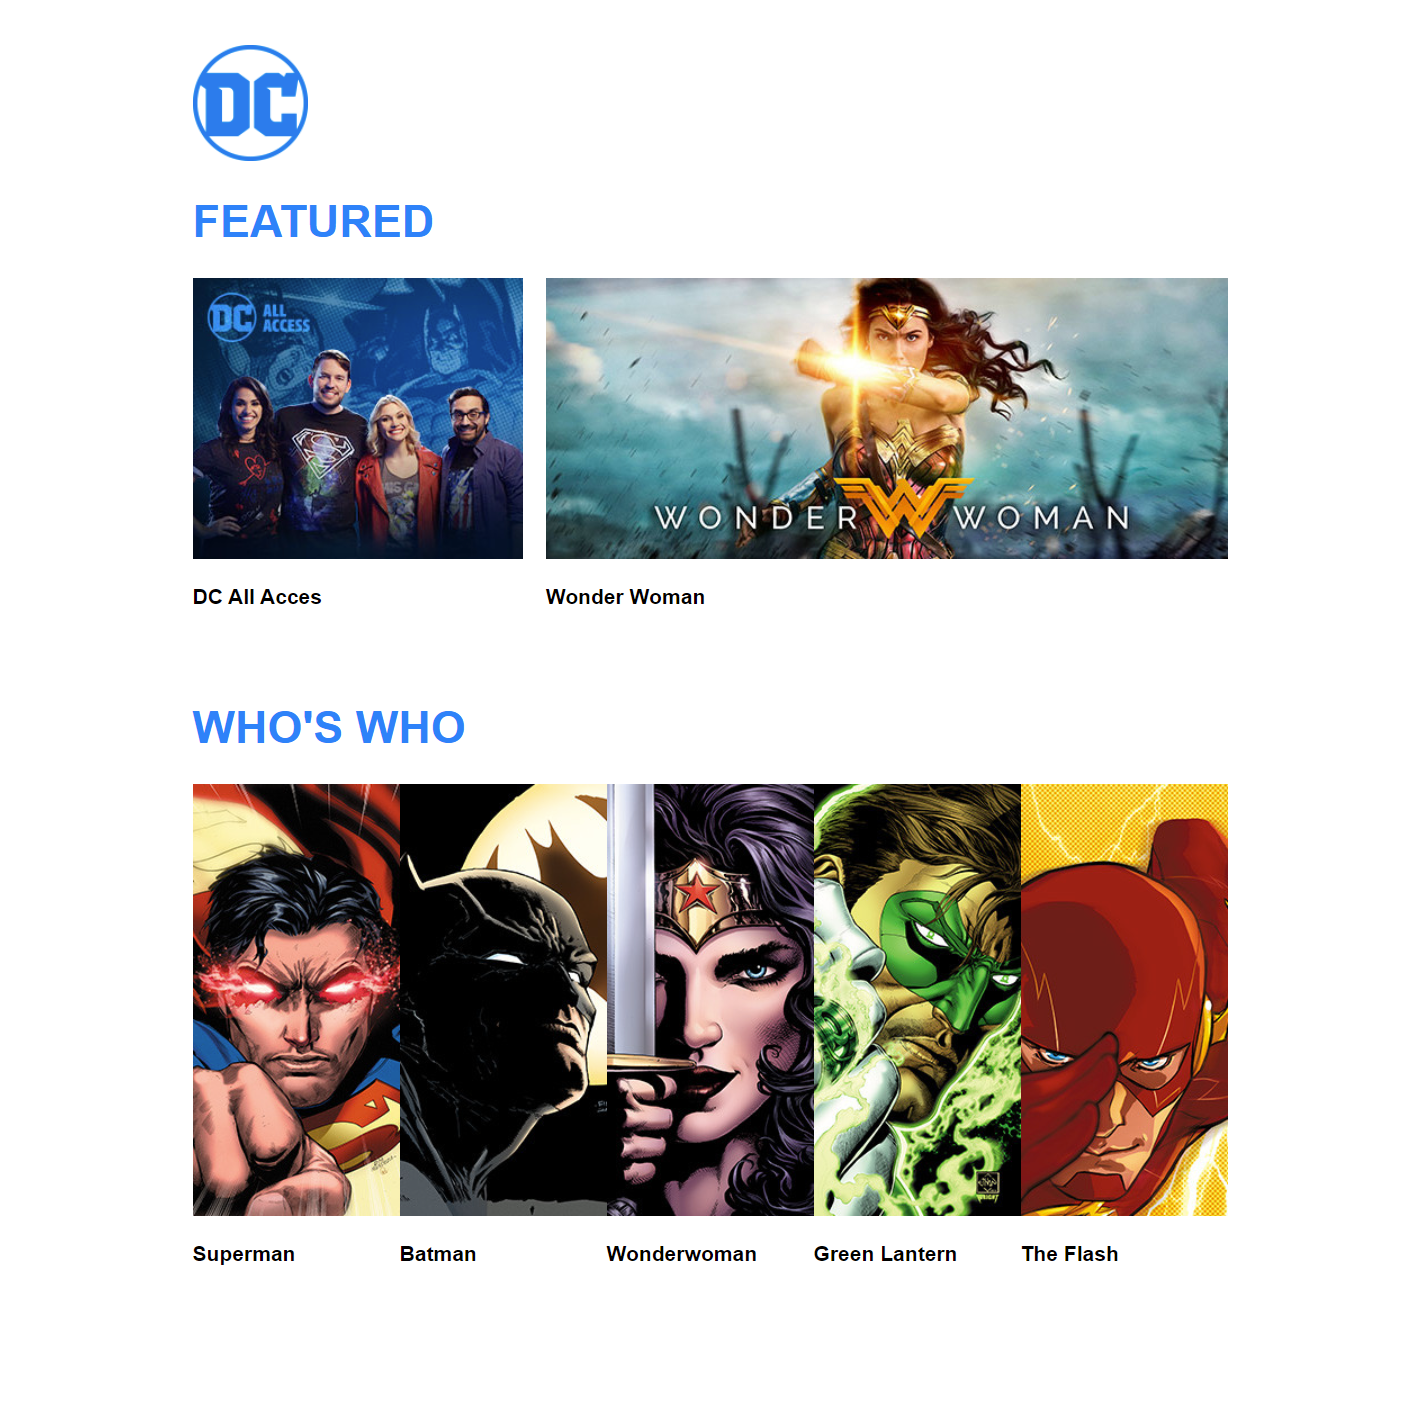 DC
FEATURED
DC ALL
ACCESS
WONDER WOMAN
DC All Acces
Wonder Woman
WHO'S WHO
Superman
Batman
Wonderwoman
Green Lantern
The Flash